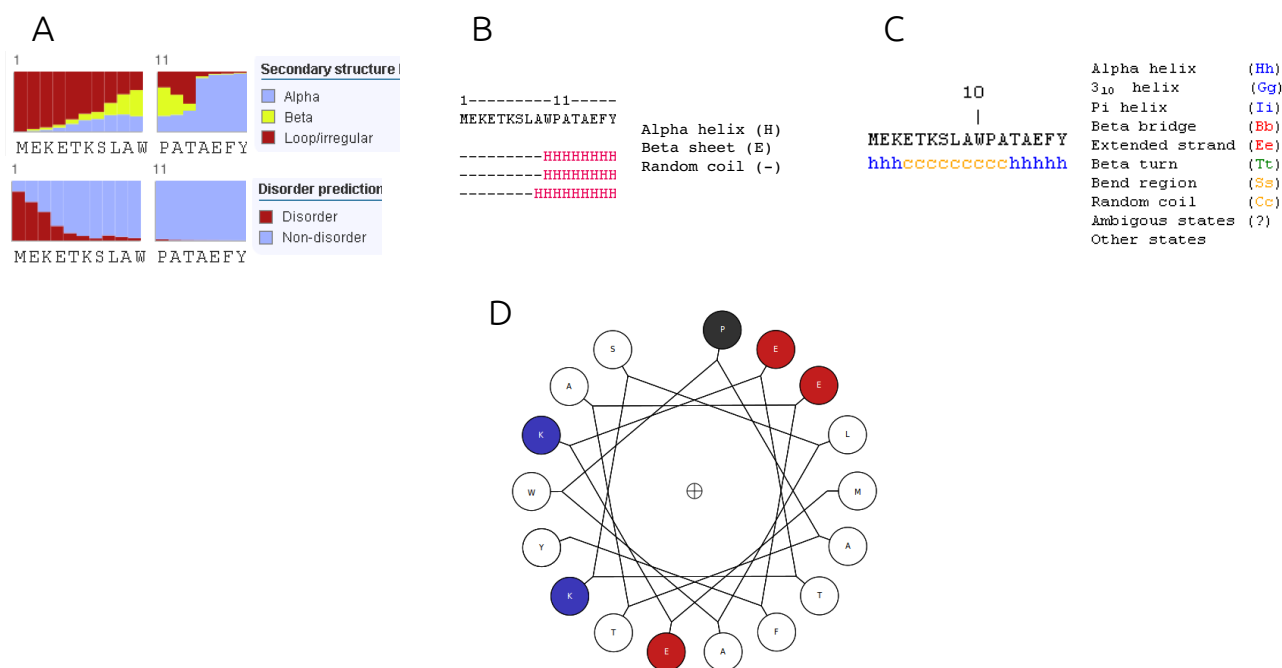 A
1
11
Secondary structure
Alpha
Beta
Loop/irregular
MEKETKSLAW
PATAEFY
1
11
Disorder prediction
Disorder
Non-disorder
MEKETKSLAW
PATAEFY
B
1---------11-----
MEKETKSLAWPATAEFY
----------HHHHHHHH
----------HHHHHHHH
---------HHHHHHHHH
Alpha helix (H)
Beta sheet (E)
Random coil (-)
C
10
|
MEKETKSLAWPATAEFY
hhhcccccccccchhhhh
Alpha helix (Hh)
3₁₀ helix (Gg)
Pi helix (Ii)
Beta bridge (Bb)
Extended strand (Ee)
Beta turn (Tt)
Bend region (Ss)
Random coil (Cc)
Ambigous states (?)
Other states
D
P
E
E
L
M
A
T
F
A
E
T
K
Y
W
K
A
S